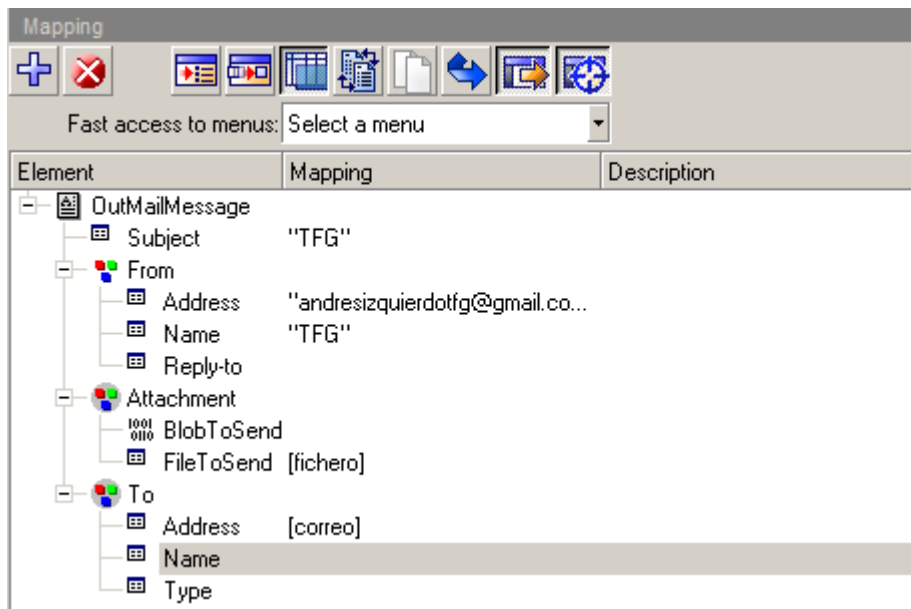 Mapping
Fast access to menus: Select a menu
Element Mapping Description
OutMailMessage
Subject "TFG"
From
Address "andresizquierdotfg@gmail.co...
Name "TFG"
Reply-to
Attachment
BlobToSend
FileToSend [fichero]
To
Address [correo]
Name
Type